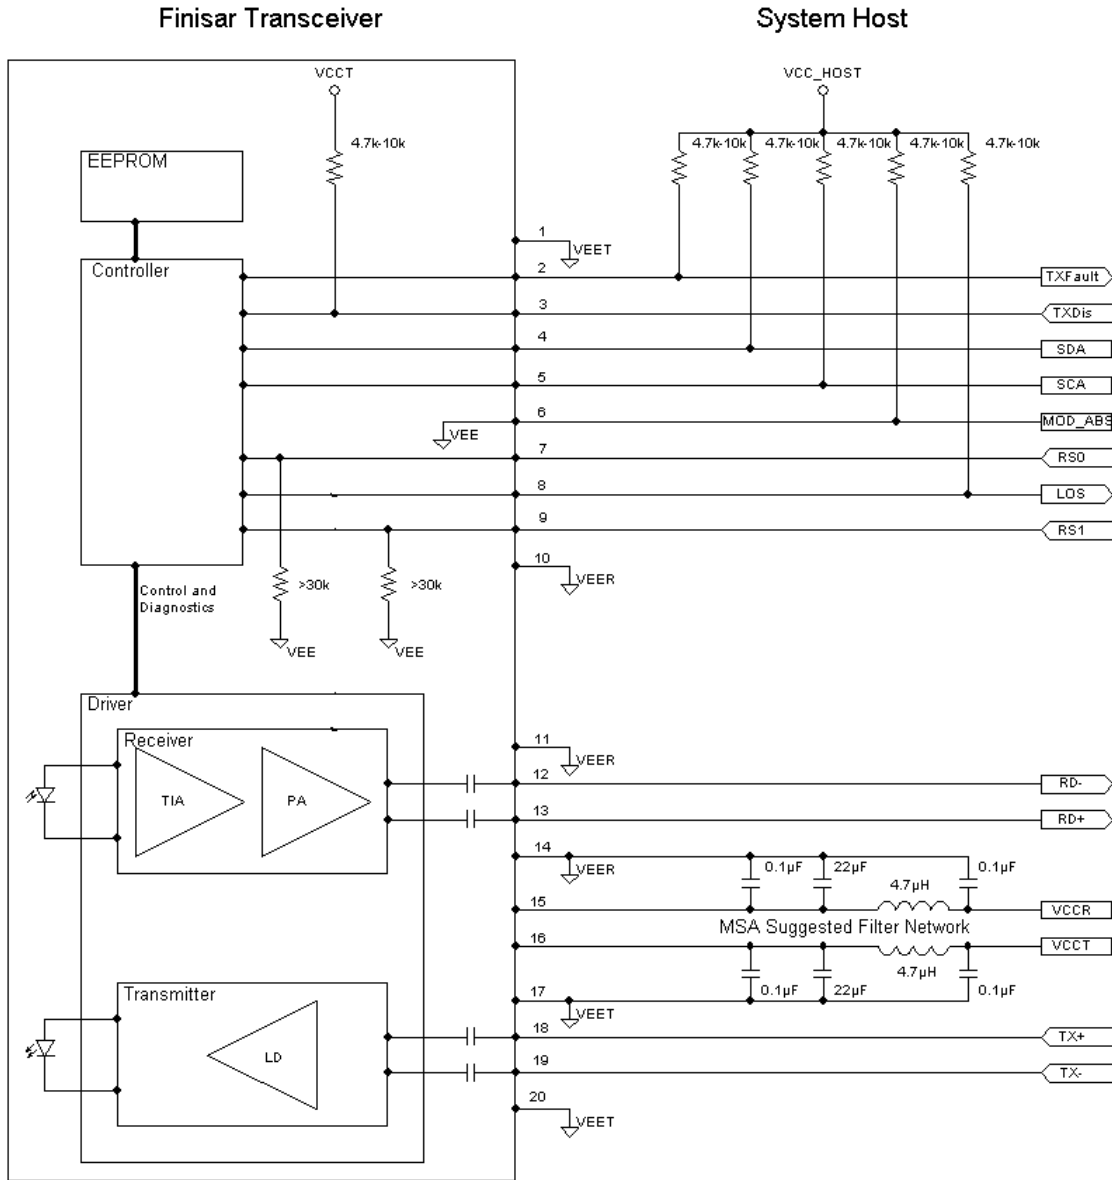 Finisar Transceiver
System Host
VCCT
VCC_HOST
4.7k-10k
4.7k-10k
4.7k-10k
4.7k-10k
4.7k-10k
4.7k-10k
EEPROM
1
VEET
Controller
2
TXFault
3
TXDis
4
SDA
5
SCA
6
VEE
MOD_ABS
7
RS0
8
LOS
9
RS1
10
VEER
>30k
>30k
Control and
Diagnostics
VEE
VEE
Driver
Receiver
11
VEER
12
RD-
TIA
PA
13
RD+
14
VEER
0.1µF
22µF
0.1µF
4.7µH
15
VCCR
MSA Suggested Filter Network
16
VCCT
4.7µH
Transmitter
17
0.1µF
22µF
0.1µF
VEET
18
TX+
LD
19
TX-
20
VEET